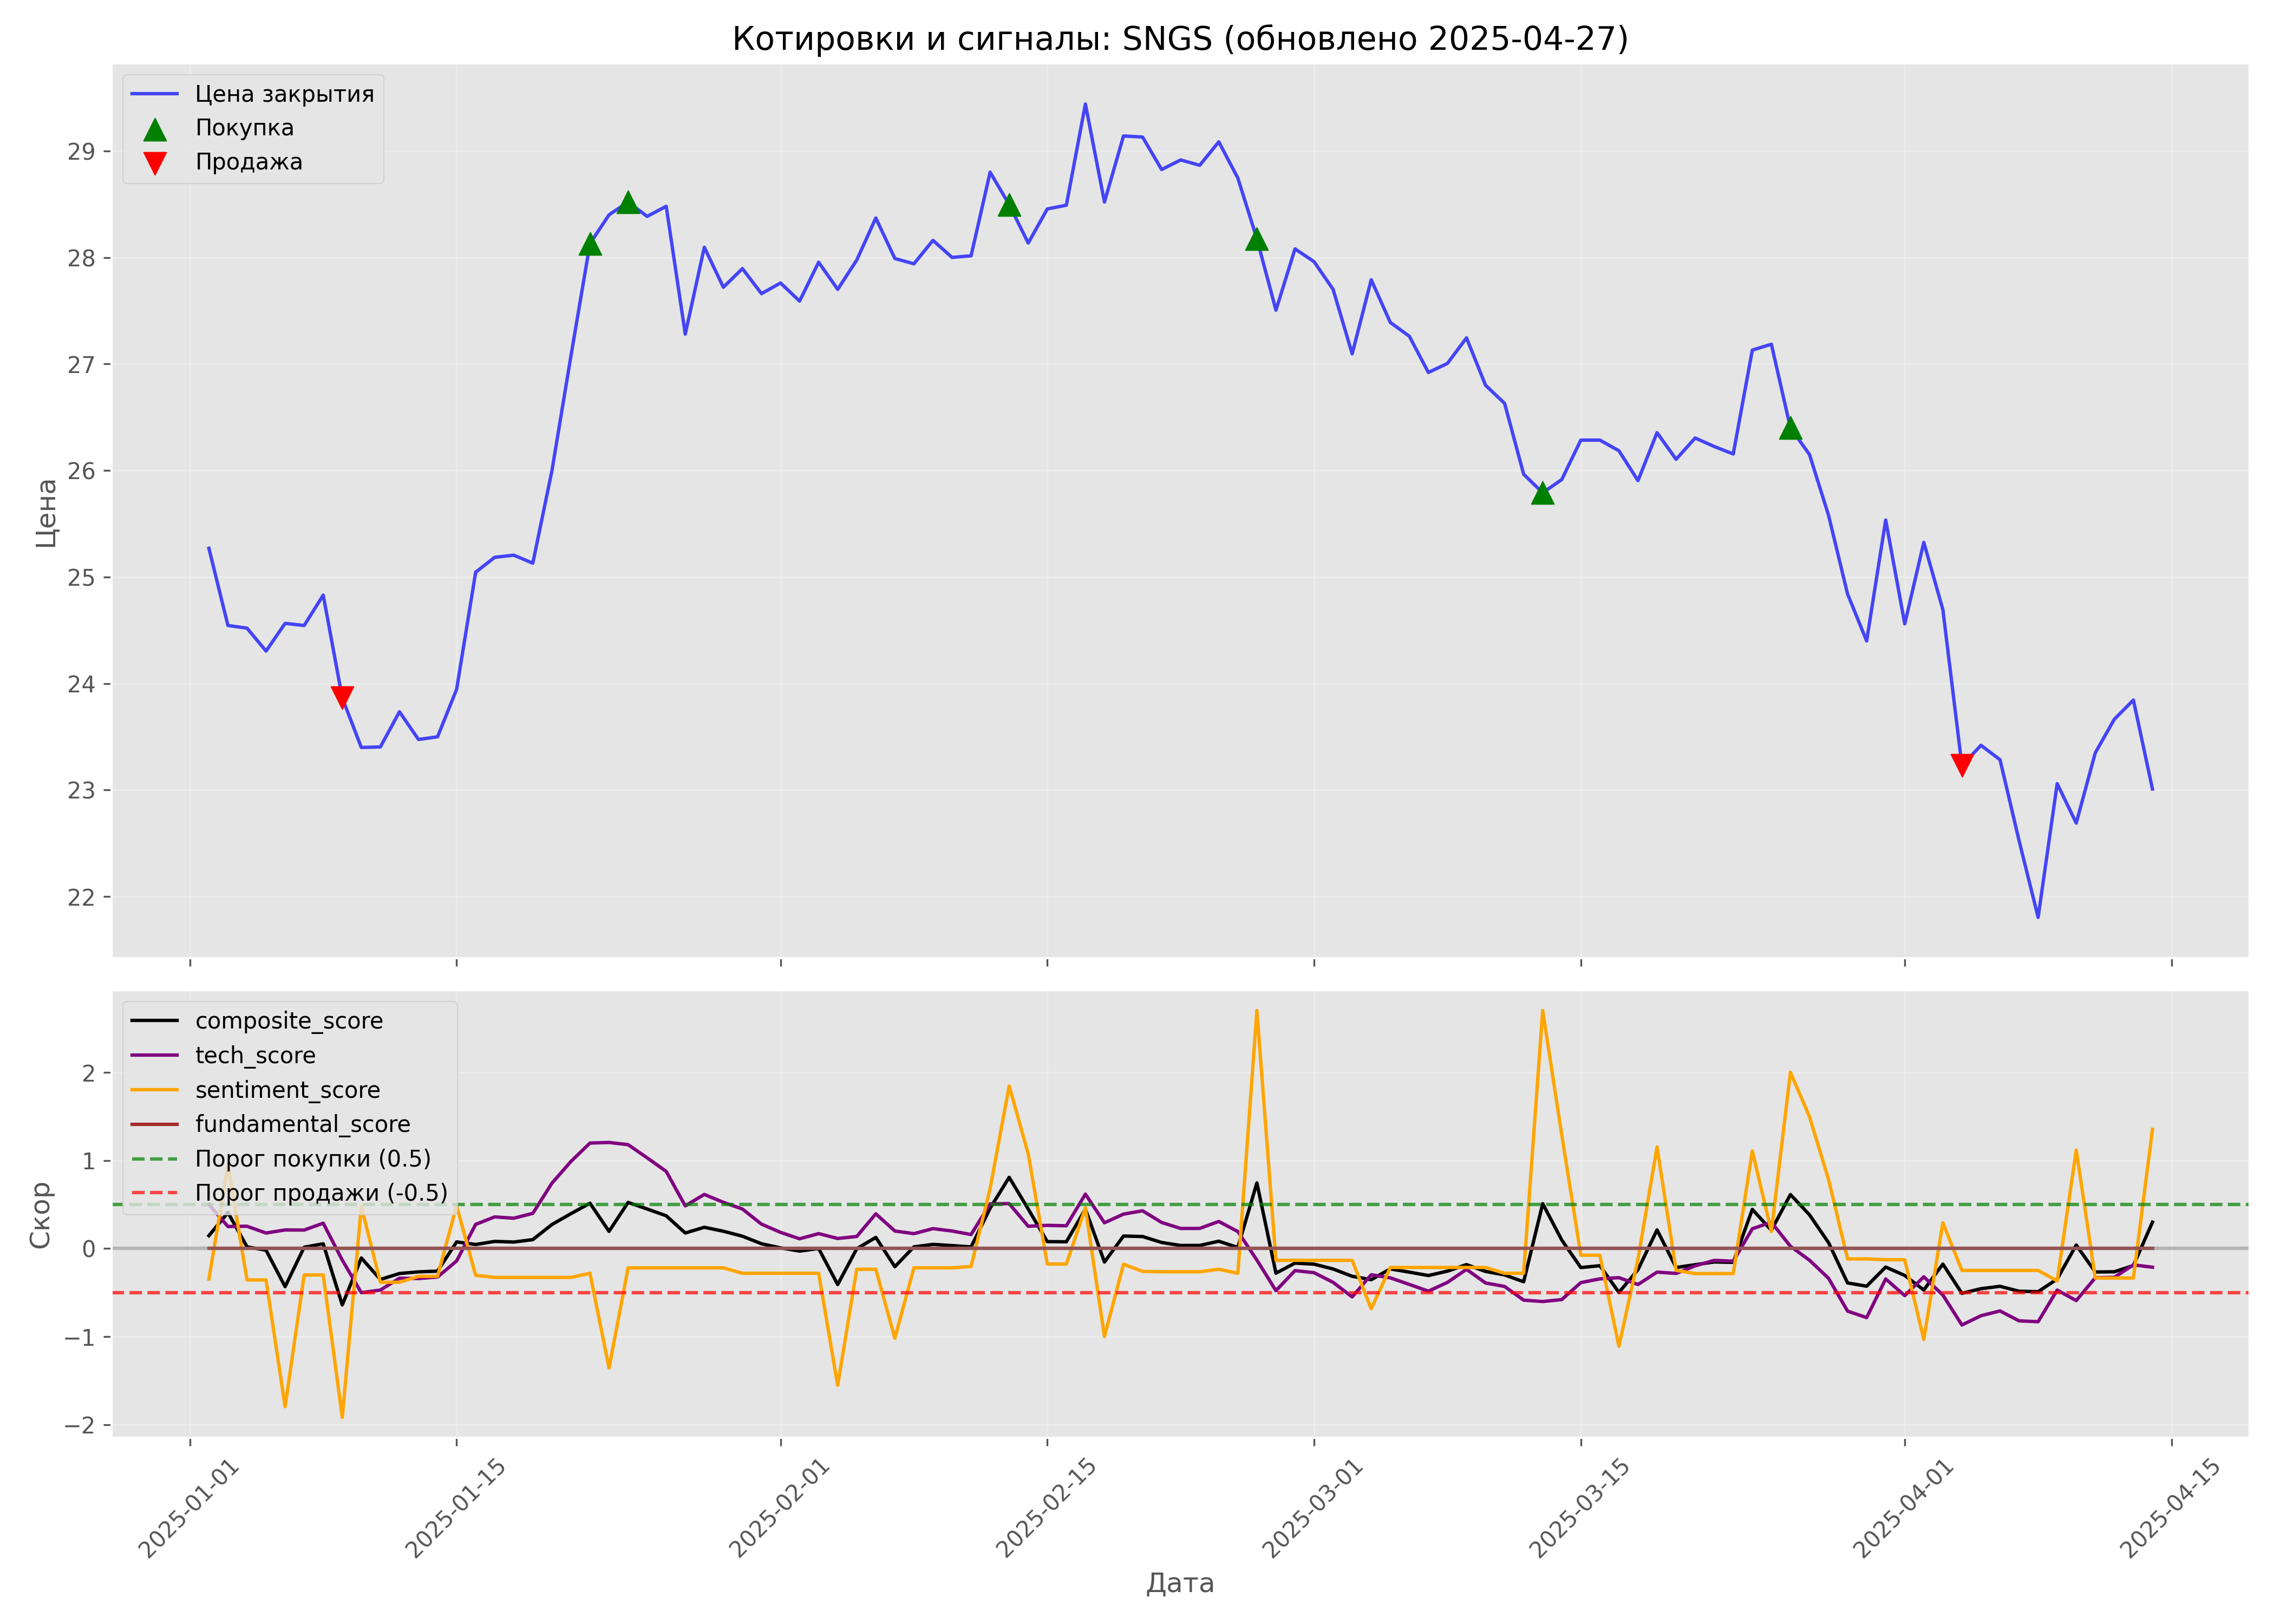 Котировки и сигналы: SNGS (обновлено 2025-04-27)
Цена закрытия
Покупка
Продажа
Цена
29
28
27
26
25
24
23
22
composite_score
tech_score
sentiment_score
fundamental_score
Порог покупки (0.5)
Порог продажи (-0.5)
Скор
2
1
0
−1
−2
2025-01-01
2025-01-15
2025-02-01
2025-02-15
2025-03-01
2025-03-15
2025-04-01
2025-04-15
Дата